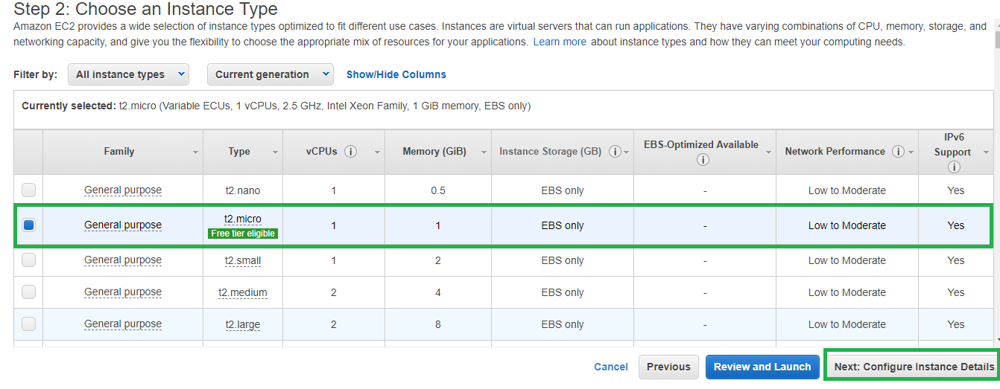 Step 2: Choose an Instance Type
Amazon EC2 provides a wide selection of instance types optimized to fit different use cases. Instances are virtual servers that can run applications. They have varying combinations of CPU, memory, storage, and
networking capacity, and give you the flexibility to choose the appropriate mix of resources for your applications. Learn more about instance types and how they can meet your computing needs.
Filter by: All instance types Current generation Show/Hide Columns
Currently selected: t2.micro (Variable ECUs, 1 vCPUs, 2.5 GHz, Intel Xeon Family, 1 GiB memory, EBS only)
Family Type vCPUs i Memory (GiB) Instance Storage (GB) i EBS-Optimized Available i Network Performance i IPv6 Support i
General purpose t2.nano 1 0.5 EBS only - Low to Moderate Yes
General purpose t2.micro Free tier eligible 1 1 EBS only - Low to Moderate Yes
General purpose t2.small 1 2 EBS only - Low to Moderate Yes
General purpose t2.medium 2 4 EBS only - Low to Moderate Yes
General purpose t2.large 2 8 EBS only - Low to Moderate Yes
Cancel Previous Review and Launch Next: Configure Instance Details